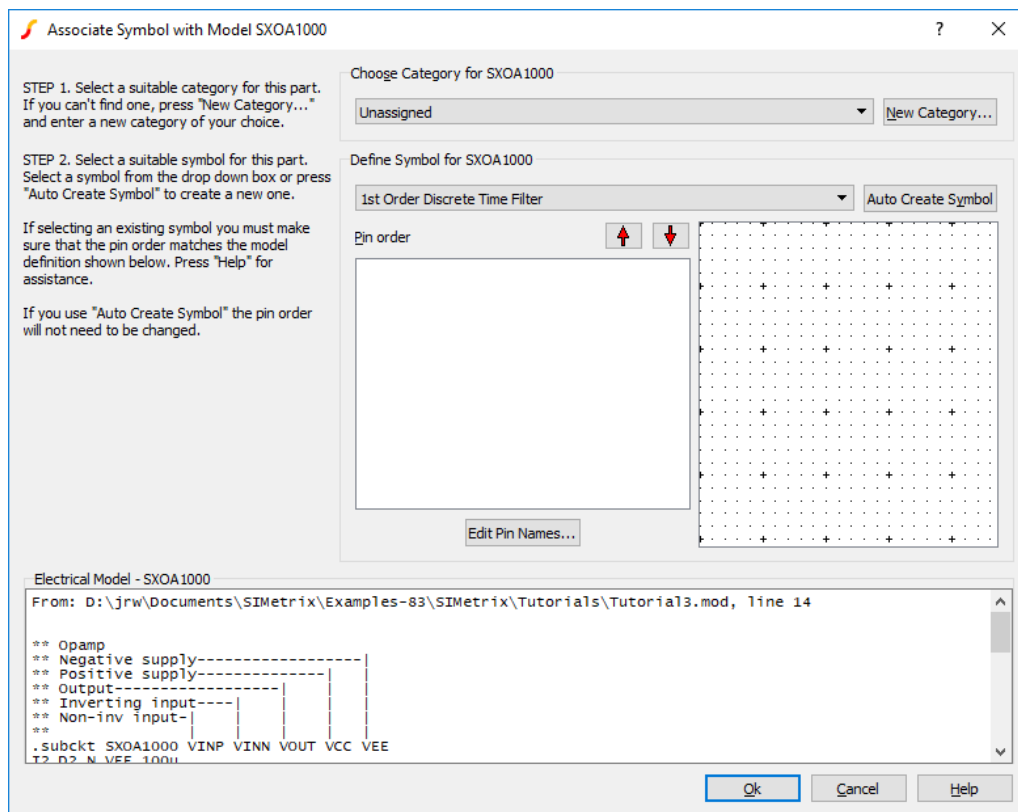 Associate Symbol with Model SXOA1000
?
STEP 1. Select a suitable category for this part.
If you can't find one, press "New Category..."
and enter a new category of your choice.
STEP 2. Select a suitable symbol for this part.
Select a symbol from the drop down box or press
"Auto Create Symbol" to create a new one.
If selecting an existing symbol you must make
sure that the pin order matches the model
definition shown below. Press "Help" for
assistance.
If you use "Auto Create Symbol" the pin order
will not need to be changed.
Choose Category for SXOA1000
Unassigned
New Category...
Define Symbol for SXOA1000
1st Order Discrete Time Filter
Auto Create Symbol
Pin order
Edit Pin Names...
Electrical Model - SXOA1000
From: D:\jrw\Documents\SIMetrix\Examples-83\SIMetrix\Tutorials\Tutorial3.mod, line 14
** Opamp
** Negative supply------------------|
** Positive supply--------------|   |
** Output------------------|    |   |
** Inverting input----|    |    |   |
** Non-inv input-|    |    |    |   |
**               |    |    |    |   |
.subckt SXOA1000 VINP VINN VOUT VCC VEE
I2 D2_N VEE 100u
Ok
Cancel
Help